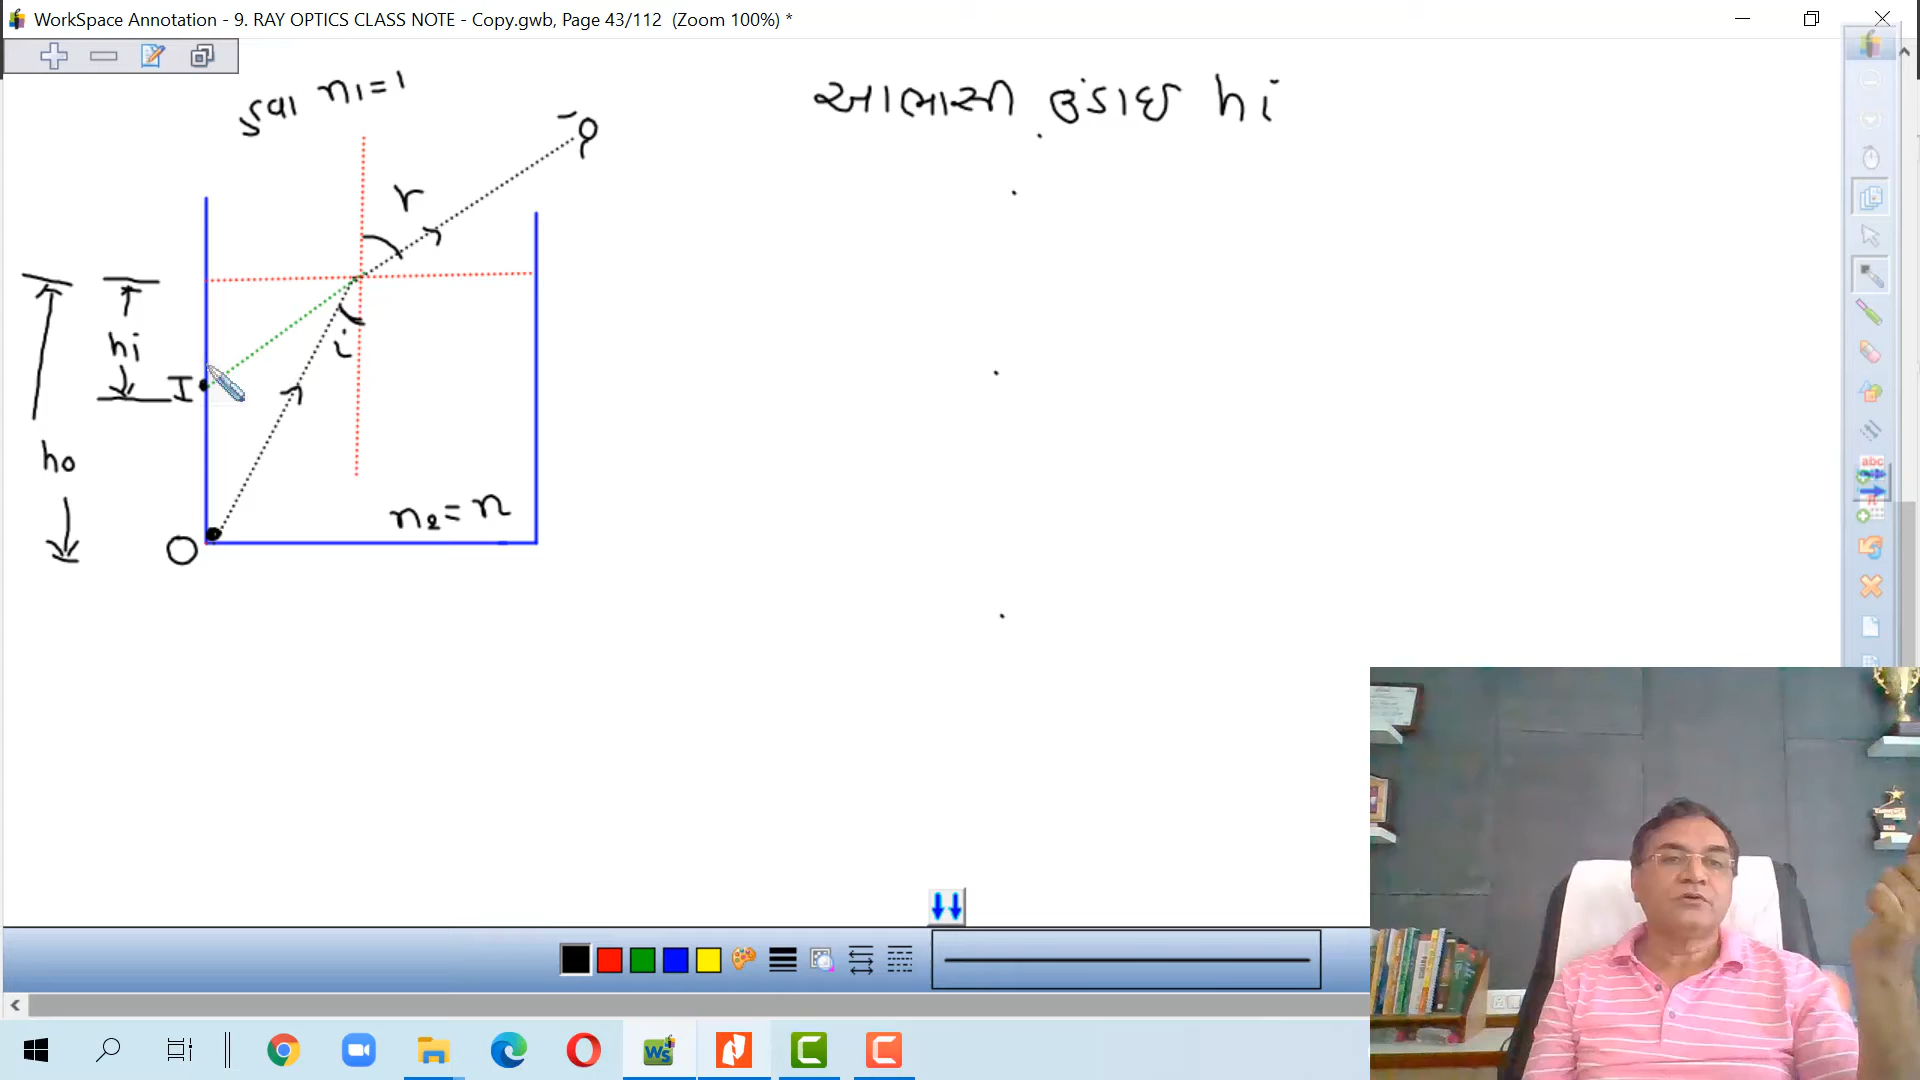 WorkSpace Annotation - 9. RAY OPTICS CLASS NOTE - Copy.gwb, Page 43/112 (Zoom 100%) *
હવા n1=1
આભાસી ઉંડાઇ hi
r
hi
i
I
ho
n2=n
O
abc